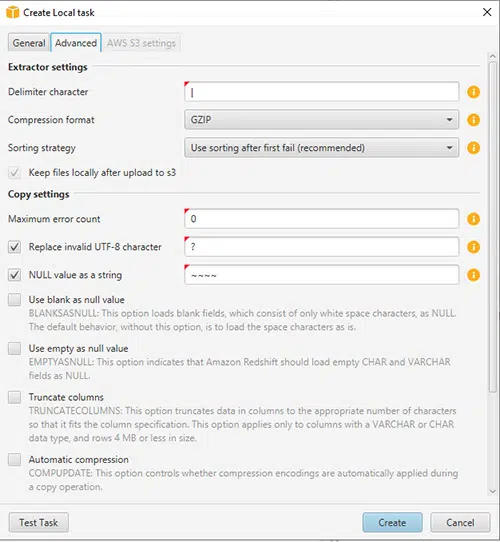 Create Local task
General Advanced AWS S3 settings
Extractor settings
Delimiter character |
Compression format GZIP
Sorting strategy Use sorting after first fail (recommended)
Keep files locally after upload to s3
Copy settings
Maximum error count 0
Replace invalid UTF-8 character ?
NULL value as a string ~~~~
Use blank as null value
BLANKSASNULL: This option loads blank fields, which consist of only white space characters, as NULL.
The default behavior, without this option, is to load the space characters as is.
Use empty as null value
EMPTYASNULL: This option indicates that Amazon Redshift should load empty CHAR and VARCHAR
fields as NULL.
Truncate columns
TRUNCATECOLUMNS: This option truncates data in columns to the appropriate number of characters
so that it fits the column specification. This option applies only to columns with a VARCHAR or CHAR
data type, and rows 4 MB or less in size.
Automatic compression
COMPUPDATE: This option controls whether compression encodings are automatically applied during
a copy operation.
Test Task Create Cancel